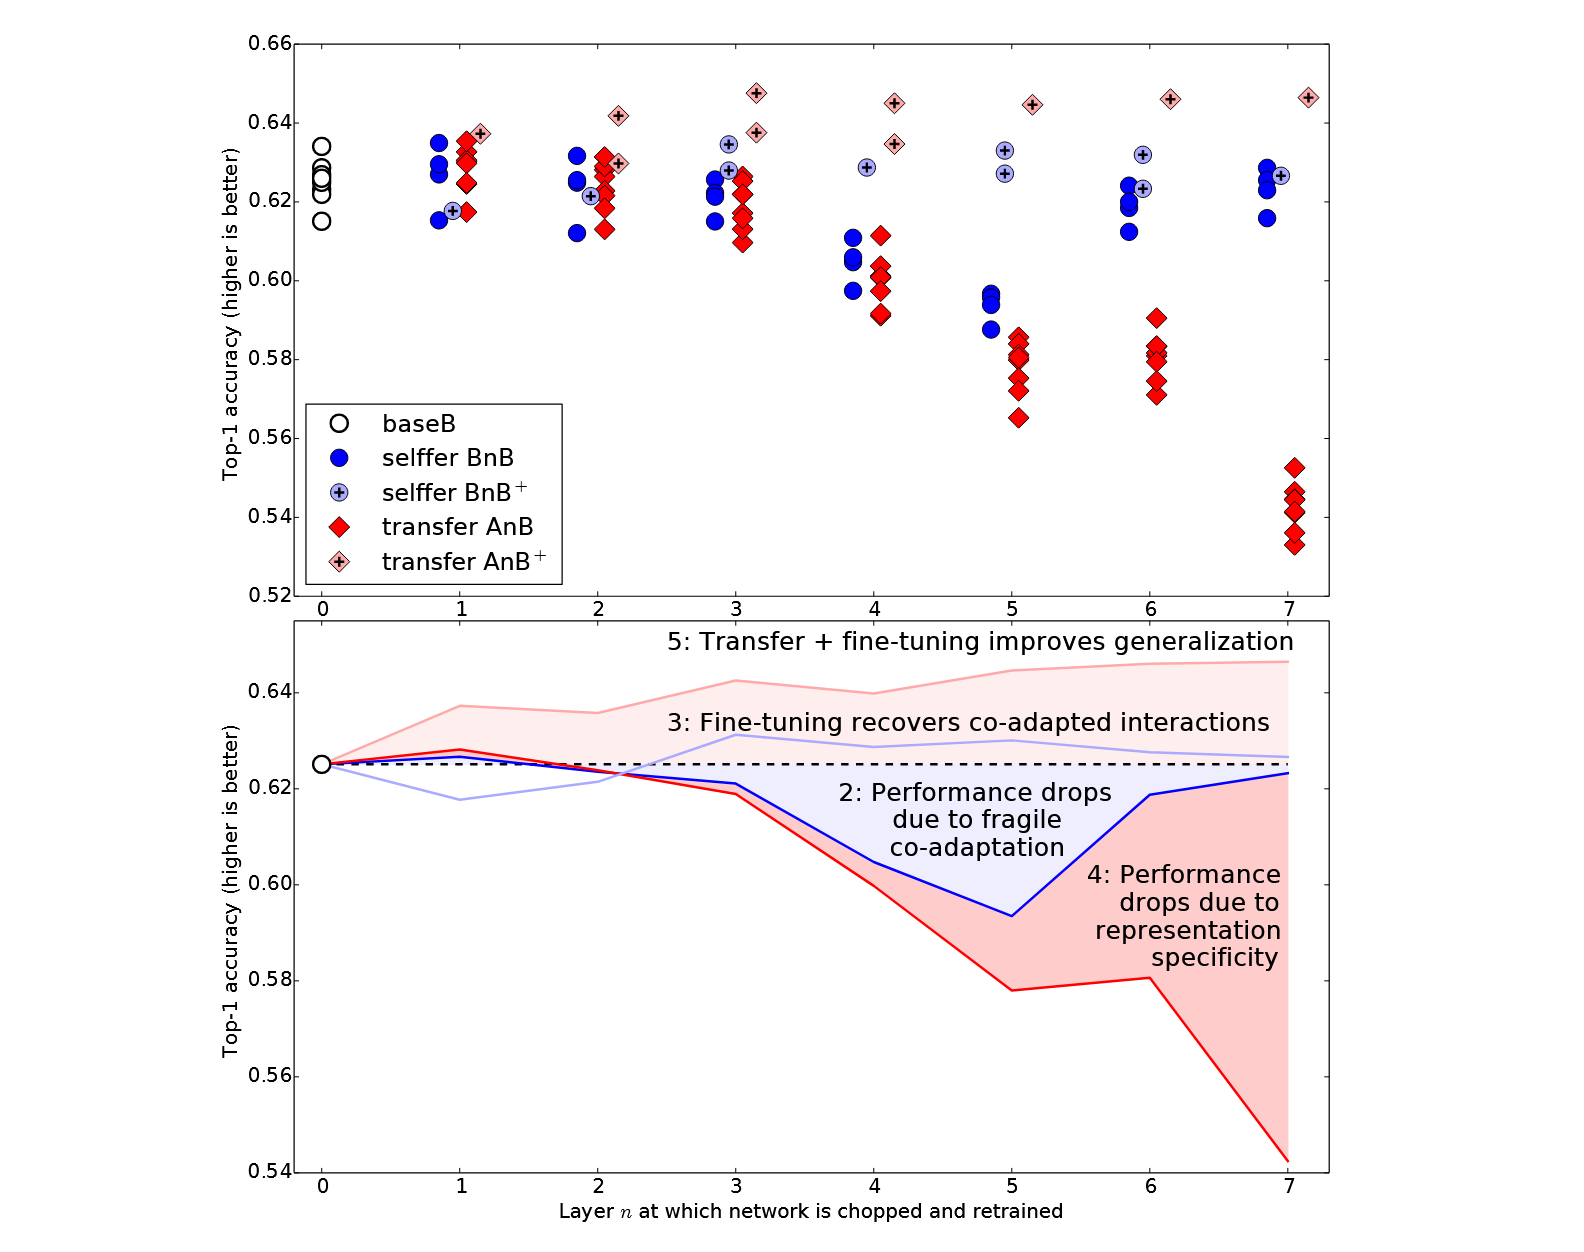 0.66
0.64
0.62
0.60
0.58
0.56
0.54
0.52
Top-1 accuracy (higher is better)
baseB
selffer BnB
selffer BnB⁺
transfer AnB
transfer AnB⁺
0 1 2 3 4 5 6 7
5: Transfer + fine-tuning improves generalization
3: Fine-tuning recovers co-adapted interactions
2: Performance drops
due to fragile
co-adaptation
4: Performance
drops due to
representation
specificity
0.64
0.62
0.60
0.58
0.56
0.54
Top-1 accuracy (higher is better)
0 1 2 3 4 5 6 7
Layer n at which network is chopped and retrained